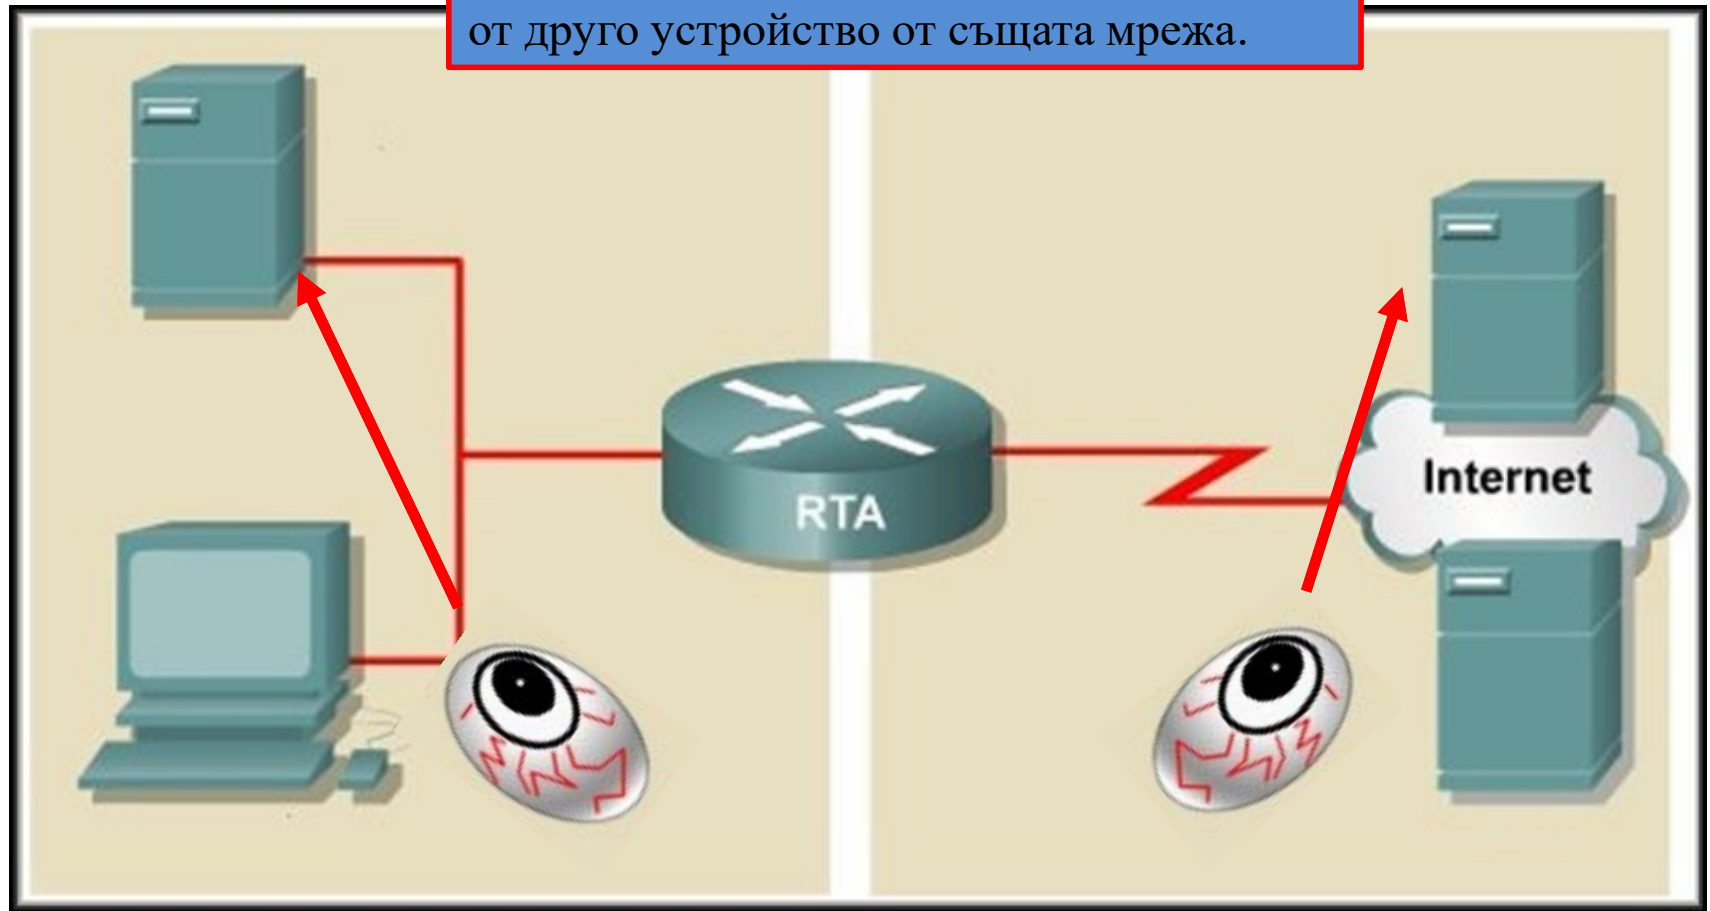 от друго устройство от същата мрежа.
RTA
Internet